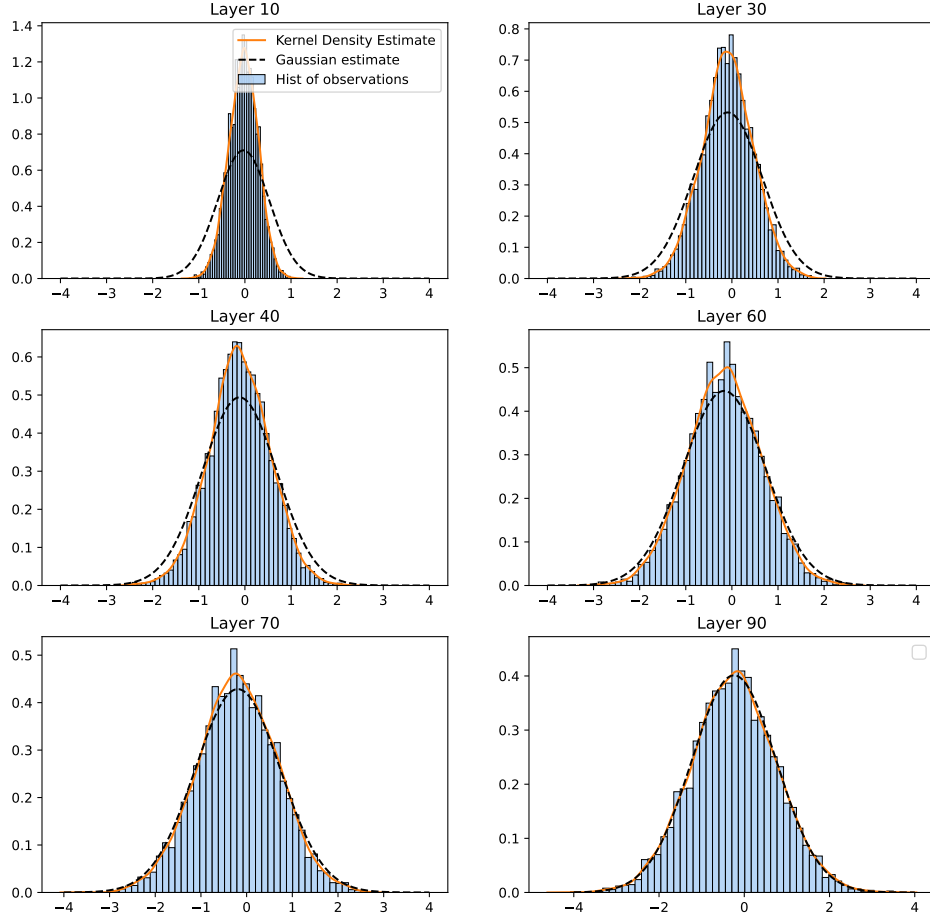 Layer 10
1.4
1.2
1.0
0.8
0.6
0.4
0.2
0.0
−4 −3 −2 −1 0 1 2 3 4
Kernel Density Estimate
Gaussian estimate
Hist of observations
Layer 30
0.8
0.7
0.6
0.5
0.4
0.3
0.2
0.1
0.0
−4 −3 −2 −1 0 1 2 3 4
Layer 40
0.6
0.5
0.4
0.3
0.2
0.1
0.0
−4 −3 −2 −1 0 1 2 3 4
Layer 60
0.5
0.4
0.3
0.2
0.1
0.0
−4 −3 −2 −1 0 1 2 3 4
Layer 70
0.5
0.4
0.3
0.2
0.1
0.0
−4 −3 −2 −1 0 1 2 3 4
Layer 90
0.4
0.3
0.2
0.1
0.0
−4 −2 0 2 4